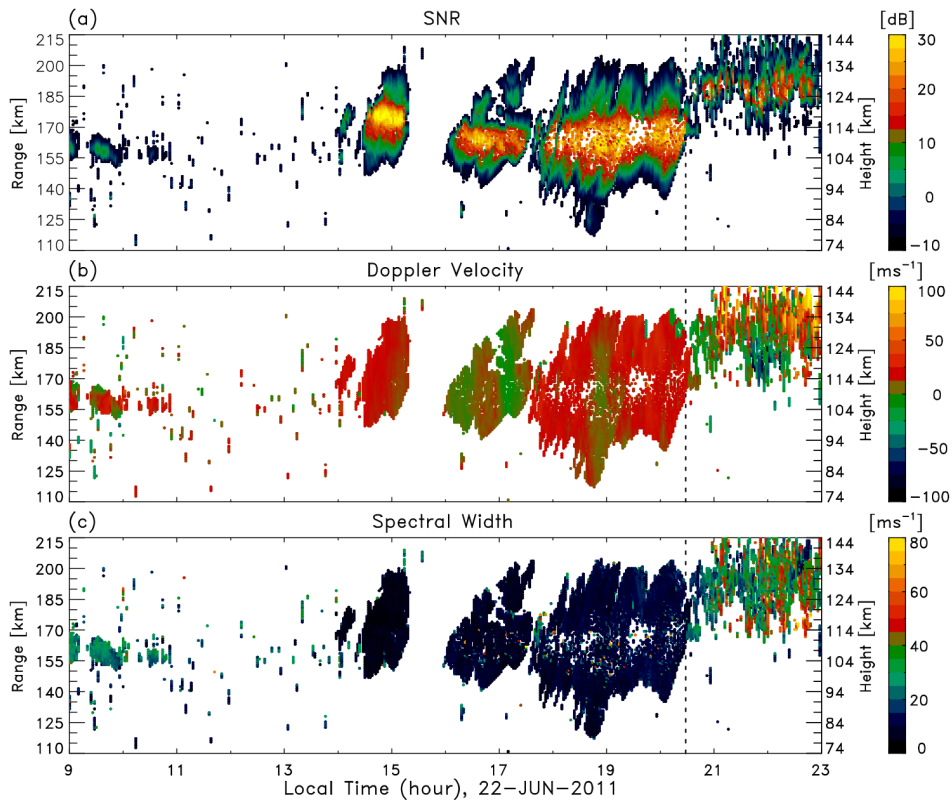 (a) SNR [dB]
215 144 30
200 134
185 124 20
170 114 10
155 104
140 94 0
125 84
110 74 −10
Range [km]
Height [km]
(b) Doppler Velocity [ms⁻¹]
215 144 100
200 134
185 124 50
170 114
155 104 0
140 94 −50
125 84
110 74 −100
Range [km]
Height [km]
(c) Spectral Width [ms⁻¹]
215 144 80
200 134
185 124 60
170 114
155 104 40
140 94 20
125 84
110 74 0
Range [km]
Height [km]
9 11 13 15 17 19 21 23
Local Time (hour), 22-JUN-2011